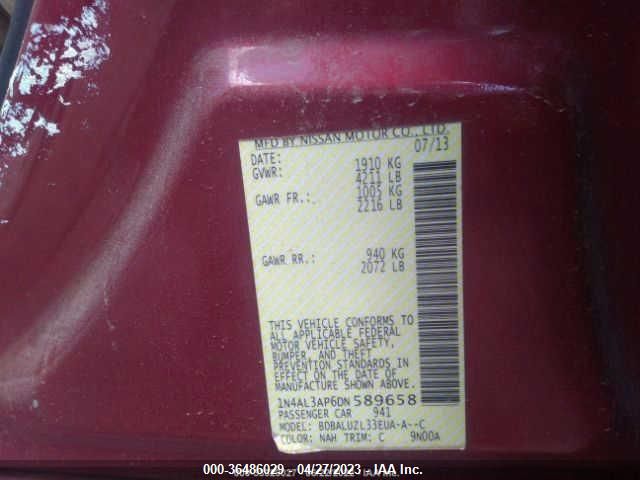 MFD BY NISSAN MOTOR CO., LTD.
DATE: 07/13
GVWR: 1910 KG
4211 LB
GAWR FR.: 1005 KG
2216 LB
GAWR RR.: 940 KG
2072 LB
THIS VEHICLE CONFORMS TO
ALL APPLICABLE FEDERAL
MOTOR VEHICLE SAFETY,
BUMPER, AND THEFT
PREVENTION STANDARDS IN
EFFECT ON THE DATE OF
MANUFACTURE SHOWN ABOVE.
1N4AL3AP6DN 589658
PASSENGER CAR 941
MODEL: BDBALUZL33EUA-A--C
COLOR: NAH TRIM: C 9N00A
000-36486029 - 04/27/2023 - IAA Inc.